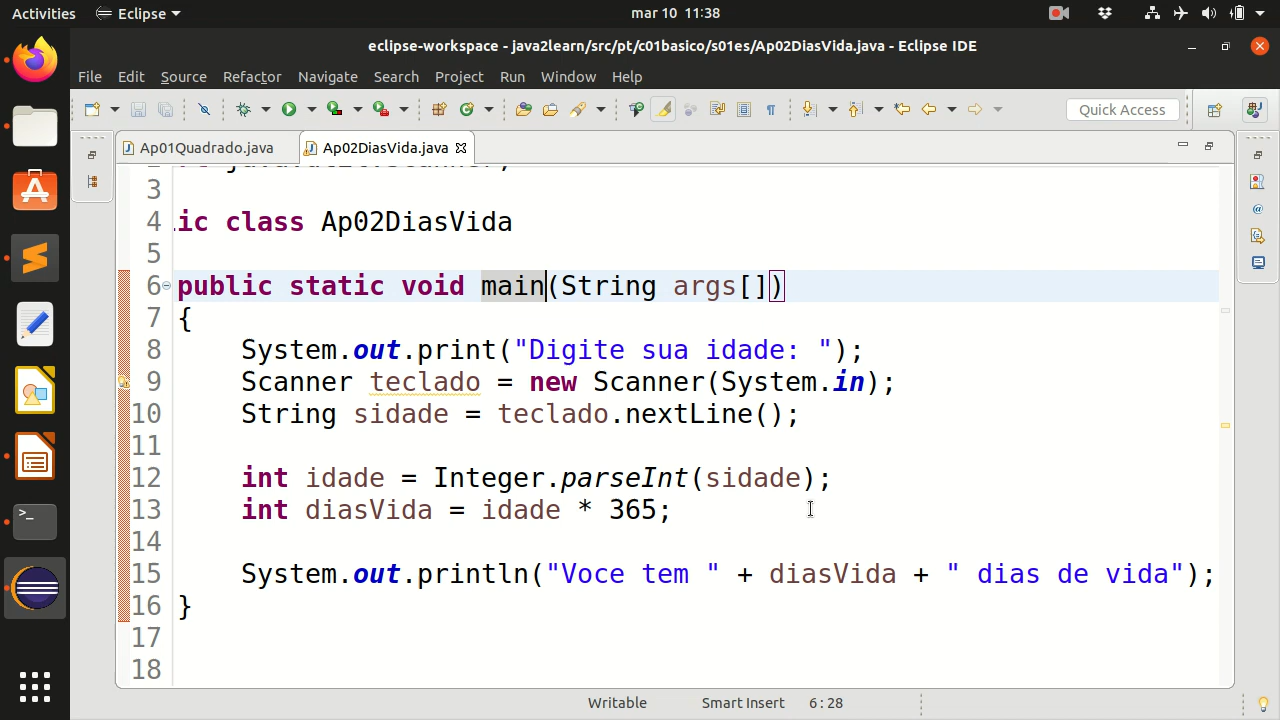 Activities Eclipse mar 10 11:38
eclipse-workspace - java2learn/src/pt/c01basico/s01es/Ap02DiasVida.java - Eclipse IDE
File Edit Source Refactor Navigate Search Run Window Help
Quick Access
Ap01Quadrado.java Ap02DiasVida.java
3
4 ic class Ap02DiasVida
5
6 public static void main(String args[])
7 {
8 System.out.print("Digite sua idade: ");
9 Scanner teclado = new Scanner(System.in);
10 String sidade = teclado.nextLine();
11
12 int idade = Integer.parseInt(sidade);
13 int diasVida = idade * 365;
14
15 System.out.println("Voce tem " + diasVida + " dias de vida");
16 }
17
18
Writable Smart Insert 6:28